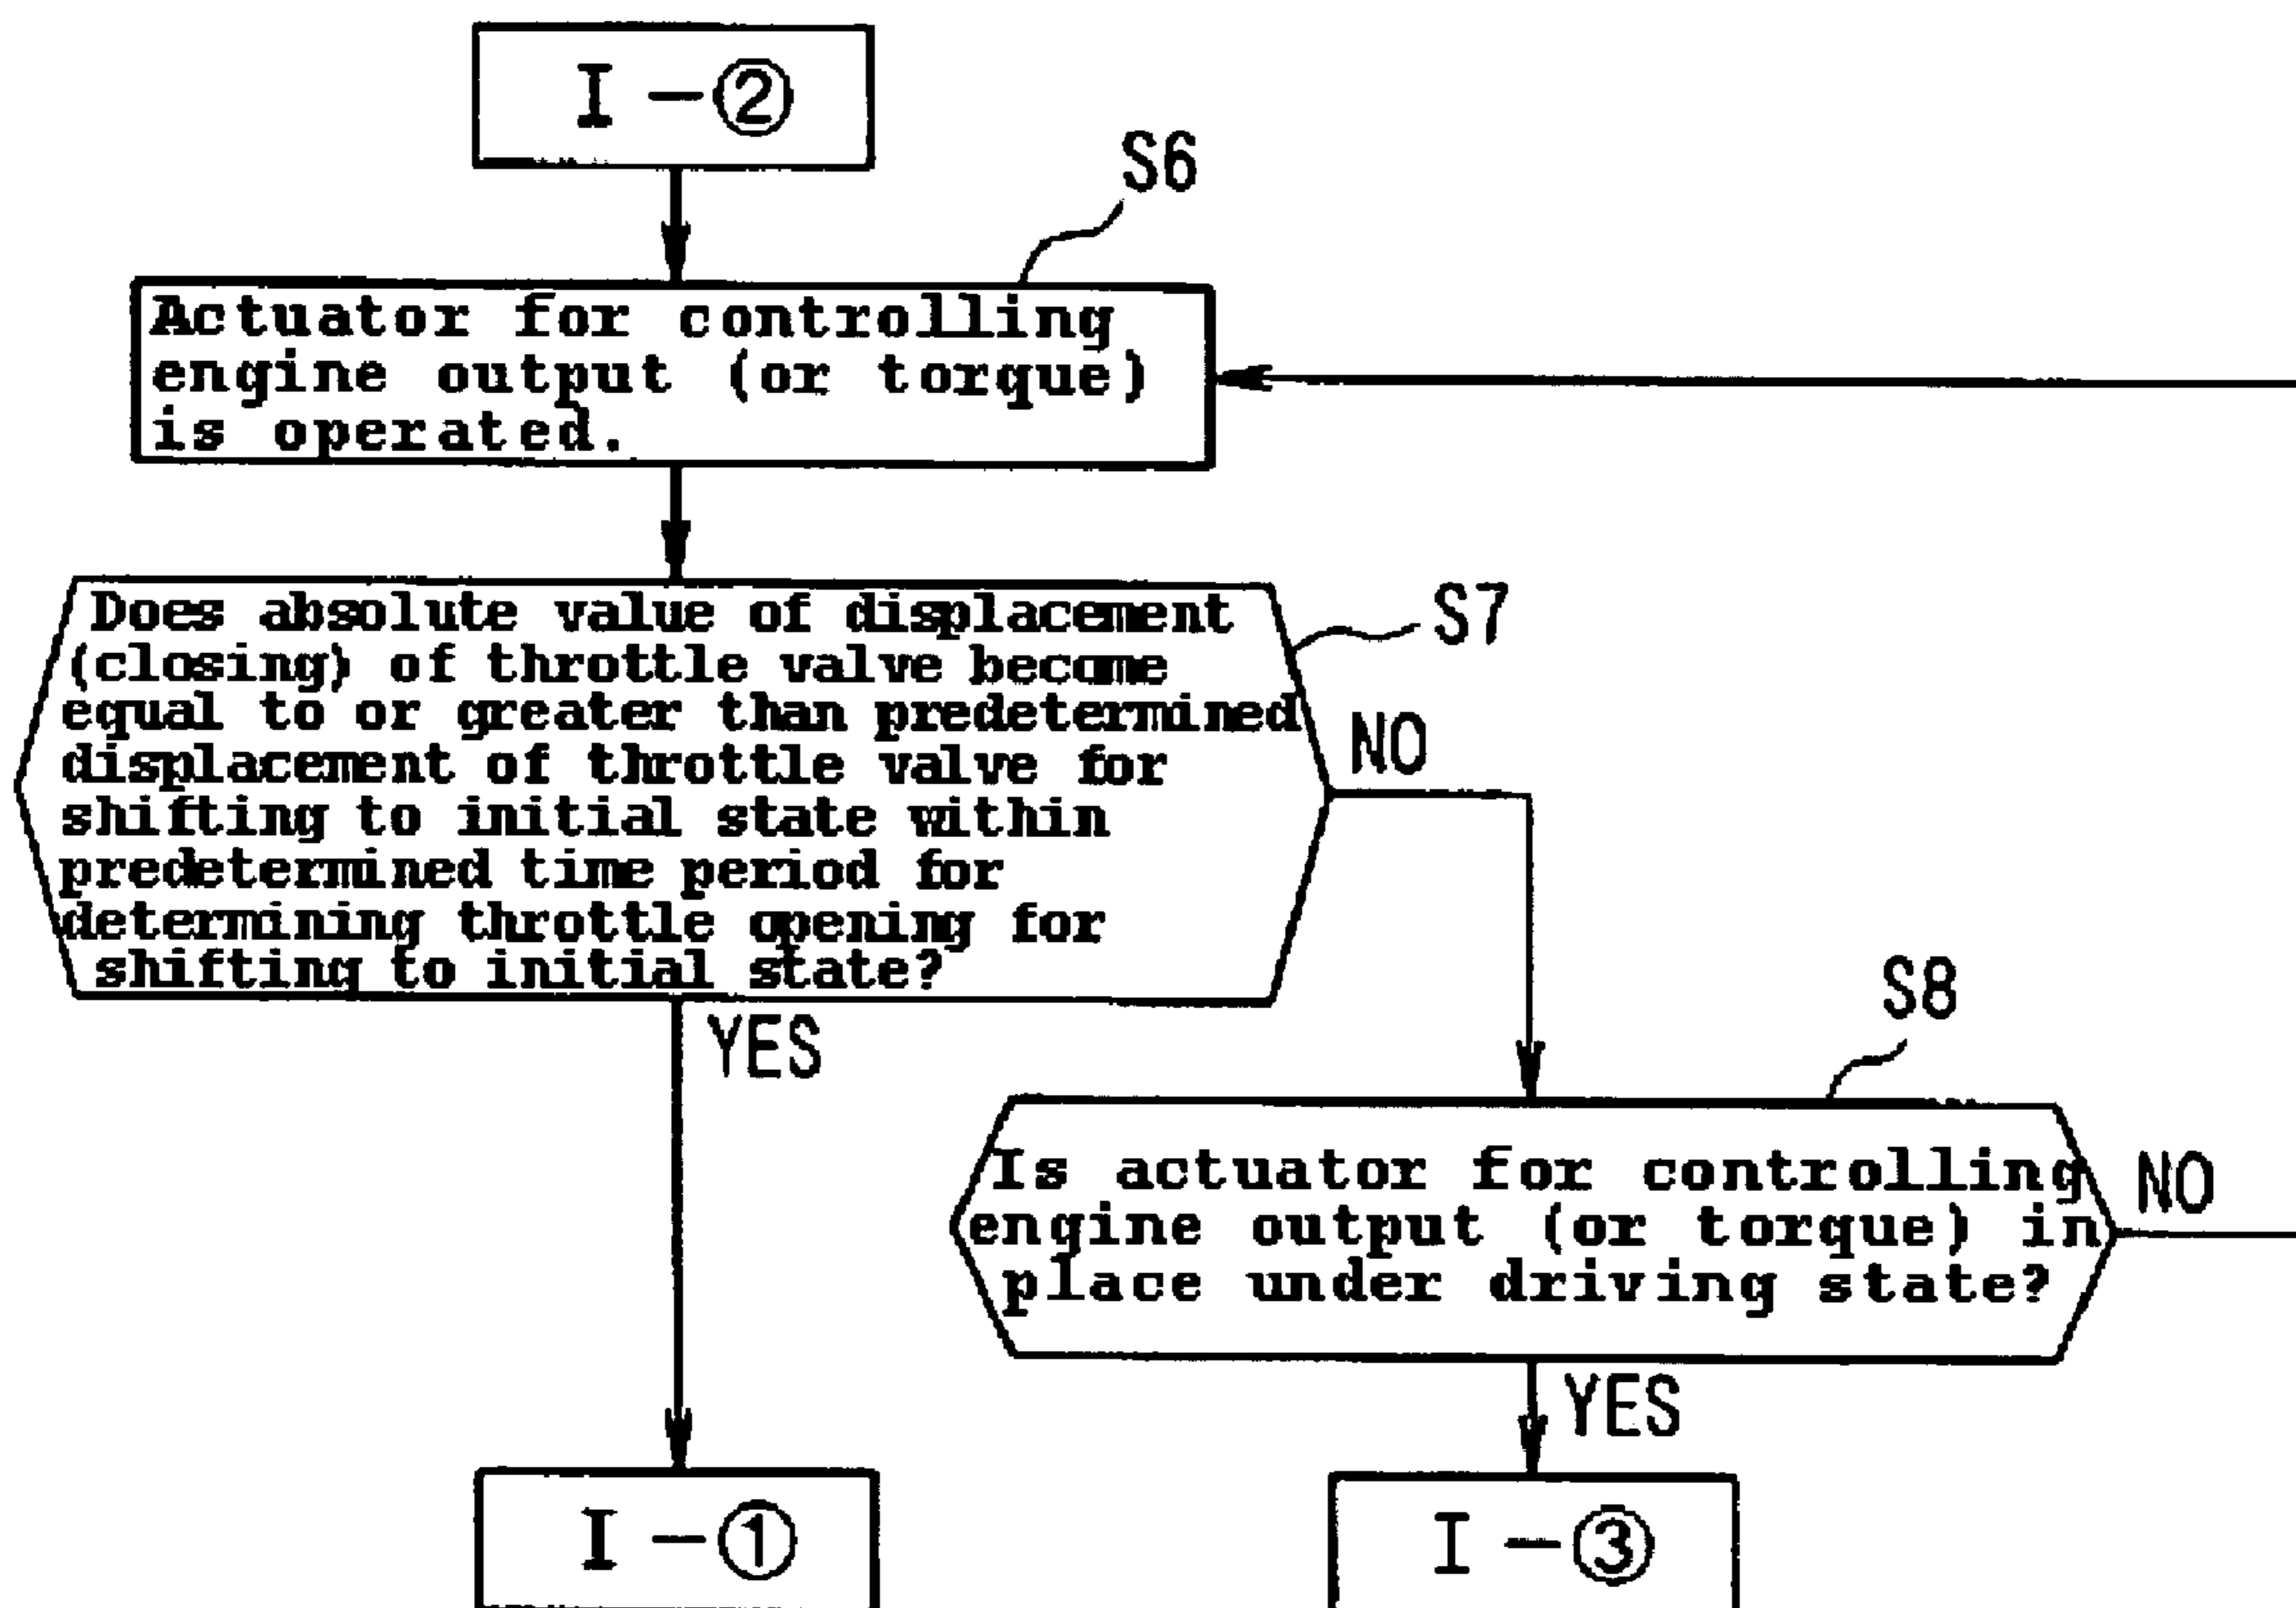 I-②
S6
Actuator for controlling
engine output (or torque)
is operated.
S7
Does absolute value of displacement
(closing) of throttle valve become
equal to or greater than predetermined
displacement of throttle valve for
shifting to initial state within
predetermined time period for
determining throttle opening for
shifting to initial state?
NO
YES
S8
Is actuator for controlling
engine output (or torque) in
place under driving state?
NO
YES
I-①
I-③